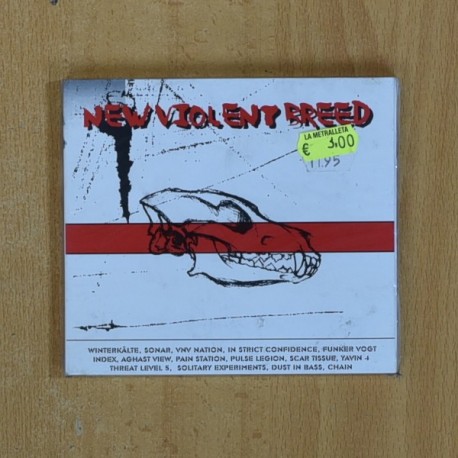 NEW VIOLENT BREED
LA METRALLETA
€ 3.00
11.95
WINTERKÄLTE, SONAR, VNV NATION, IN STRICT CONFIDENCE, FUNKER VOGT
INDEX, AGHAST VIEW, PAIN STATION, PULSE LEGION, SCAR TISSUE, YAVIN 4
THREAT LEVEL 5, SOLITARY EXPERIMENTS, DUST IN BASS, CHAIN